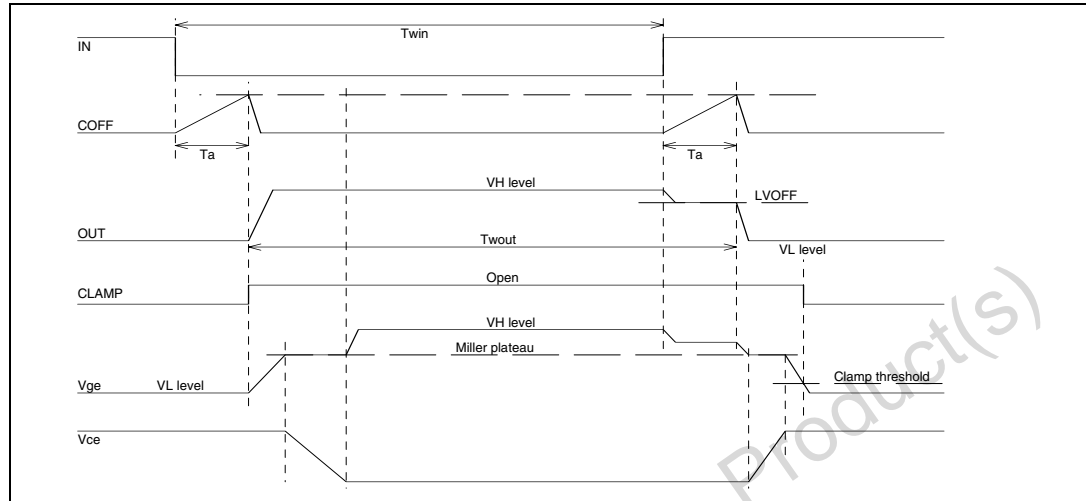 Twin
IN
COFF
Ta
Ta
VH level
LVOFF
OUT
Twout
VL level
Open
CLAMP
VH level
Miller plateau
Vge
VL level
Clamp threshold
Vce
Product(s)